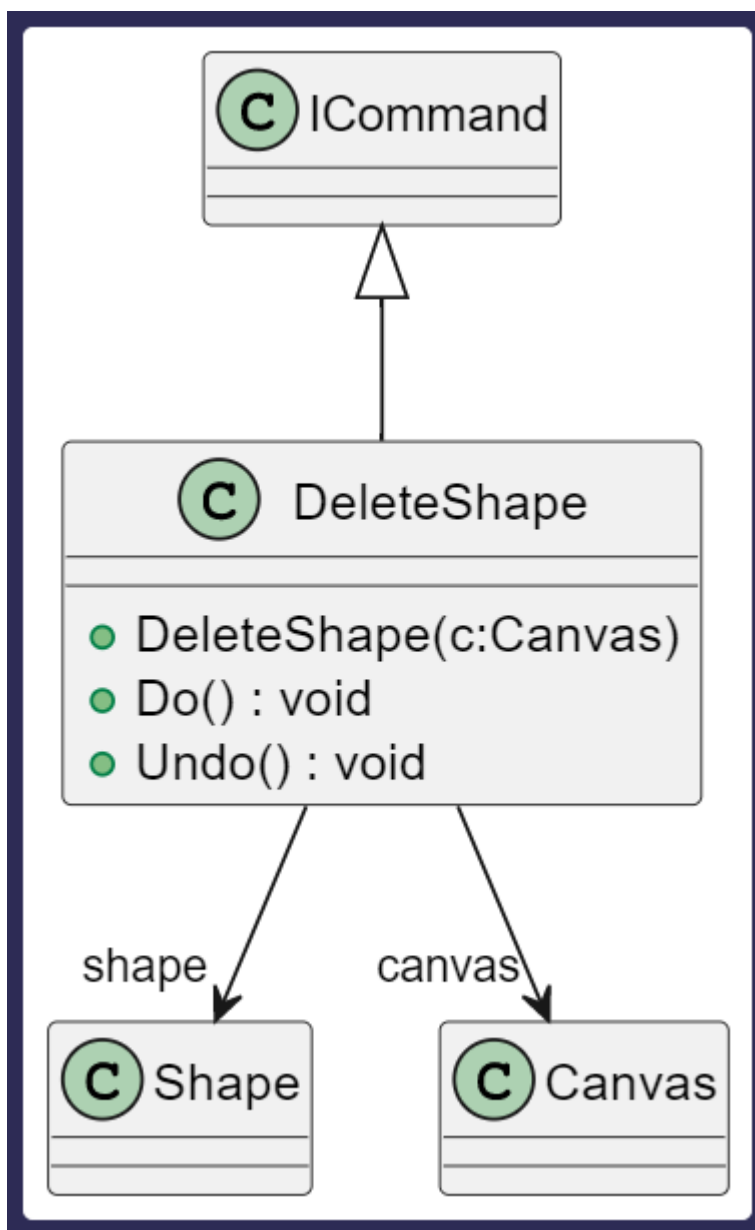 C ICommand
C DeleteShape
DeleteShape(c:Canvas)
Do() : void
Undo() : void
shape
canvas
C Shape
C Canvas